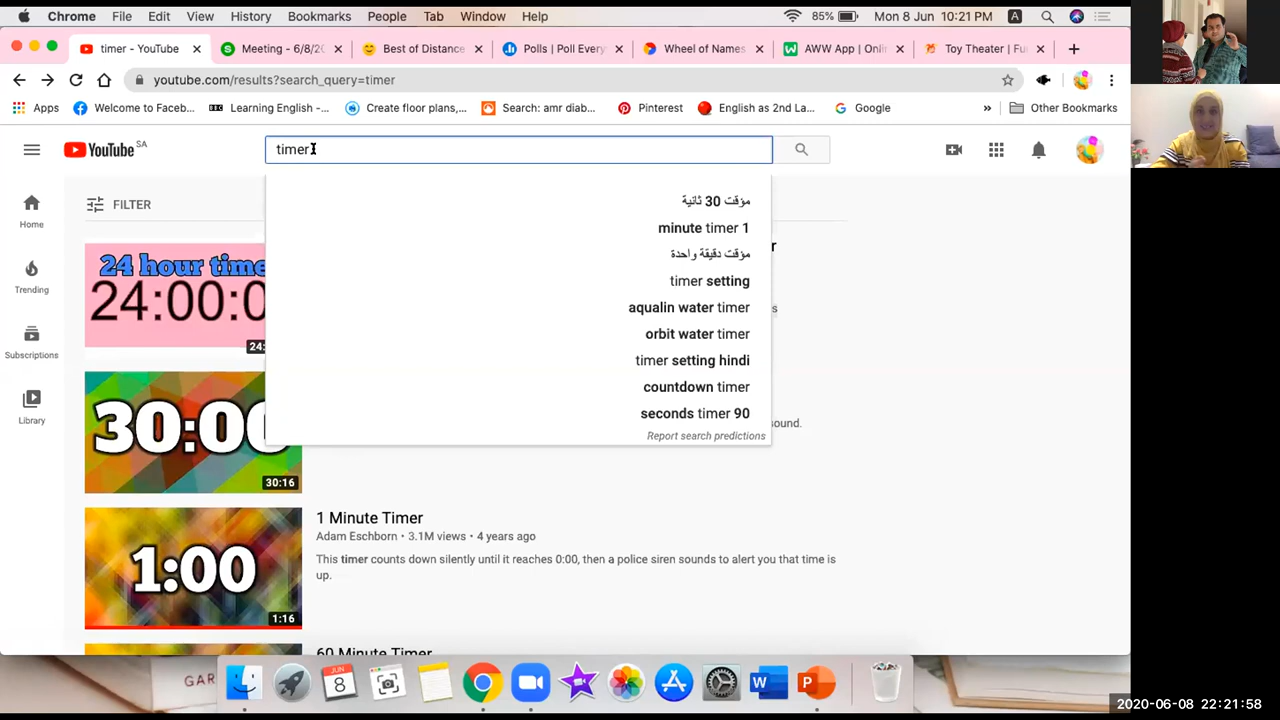 Chrome File Edit View History Bookmarks People Tab Window Help
85% Mon 8 Jun 10:21 PM A
timer - YouTube
Meeting - 6/8/20
Best of Distance
Polls | Poll Every
Wheel of Names
AWW App | Onli
Toy Theater | Fu
youtube.com/results?search_query=timer
Apps
Welcome to Faceb...
Learning English -...
Create floor plans,...
Search: amr diab...
Pinterest
English as 2nd La...
Google
»
Other Bookmarks
YouTube SA
timer
FILTER
Home
Trending
Subscriptions
Library
مؤقت 30 ثانية
minute timer 1
مؤقت دقيقة واحدة
timer setting
aqualin water timer
orbit water timer
timer setting hindi
countdown timer
seconds timer 90
Report search predictions
24 hour time
24:00:0
24:
r
s
30:00
30:16
ound.
1:00
1:16
1 Minute Timer
Adam Eschborn • 3.1M views • 4 years ago
This timer counts down silently until it reaches 0:00, then a police siren sounds to alert you that time is
up.
60 Minute Timer
GAR
JUN
8
W
P
2020-06-08 22:21:58